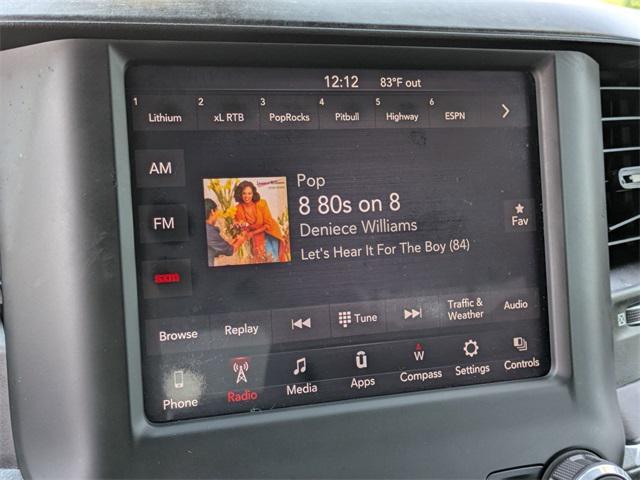 12:12 83°F out
1 2 3 4 5 6
Lithium xL RTB PopRocks Pitbull Highway ESPN
AM
FM
SXM
Pop
8 80s on 8
Deniece Williams
Let's Hear It For The Boy (84)
Fav
Browse Replay Tune Traffic & Weather Audio
Phone Radio Media Apps W Compass Settings Controls